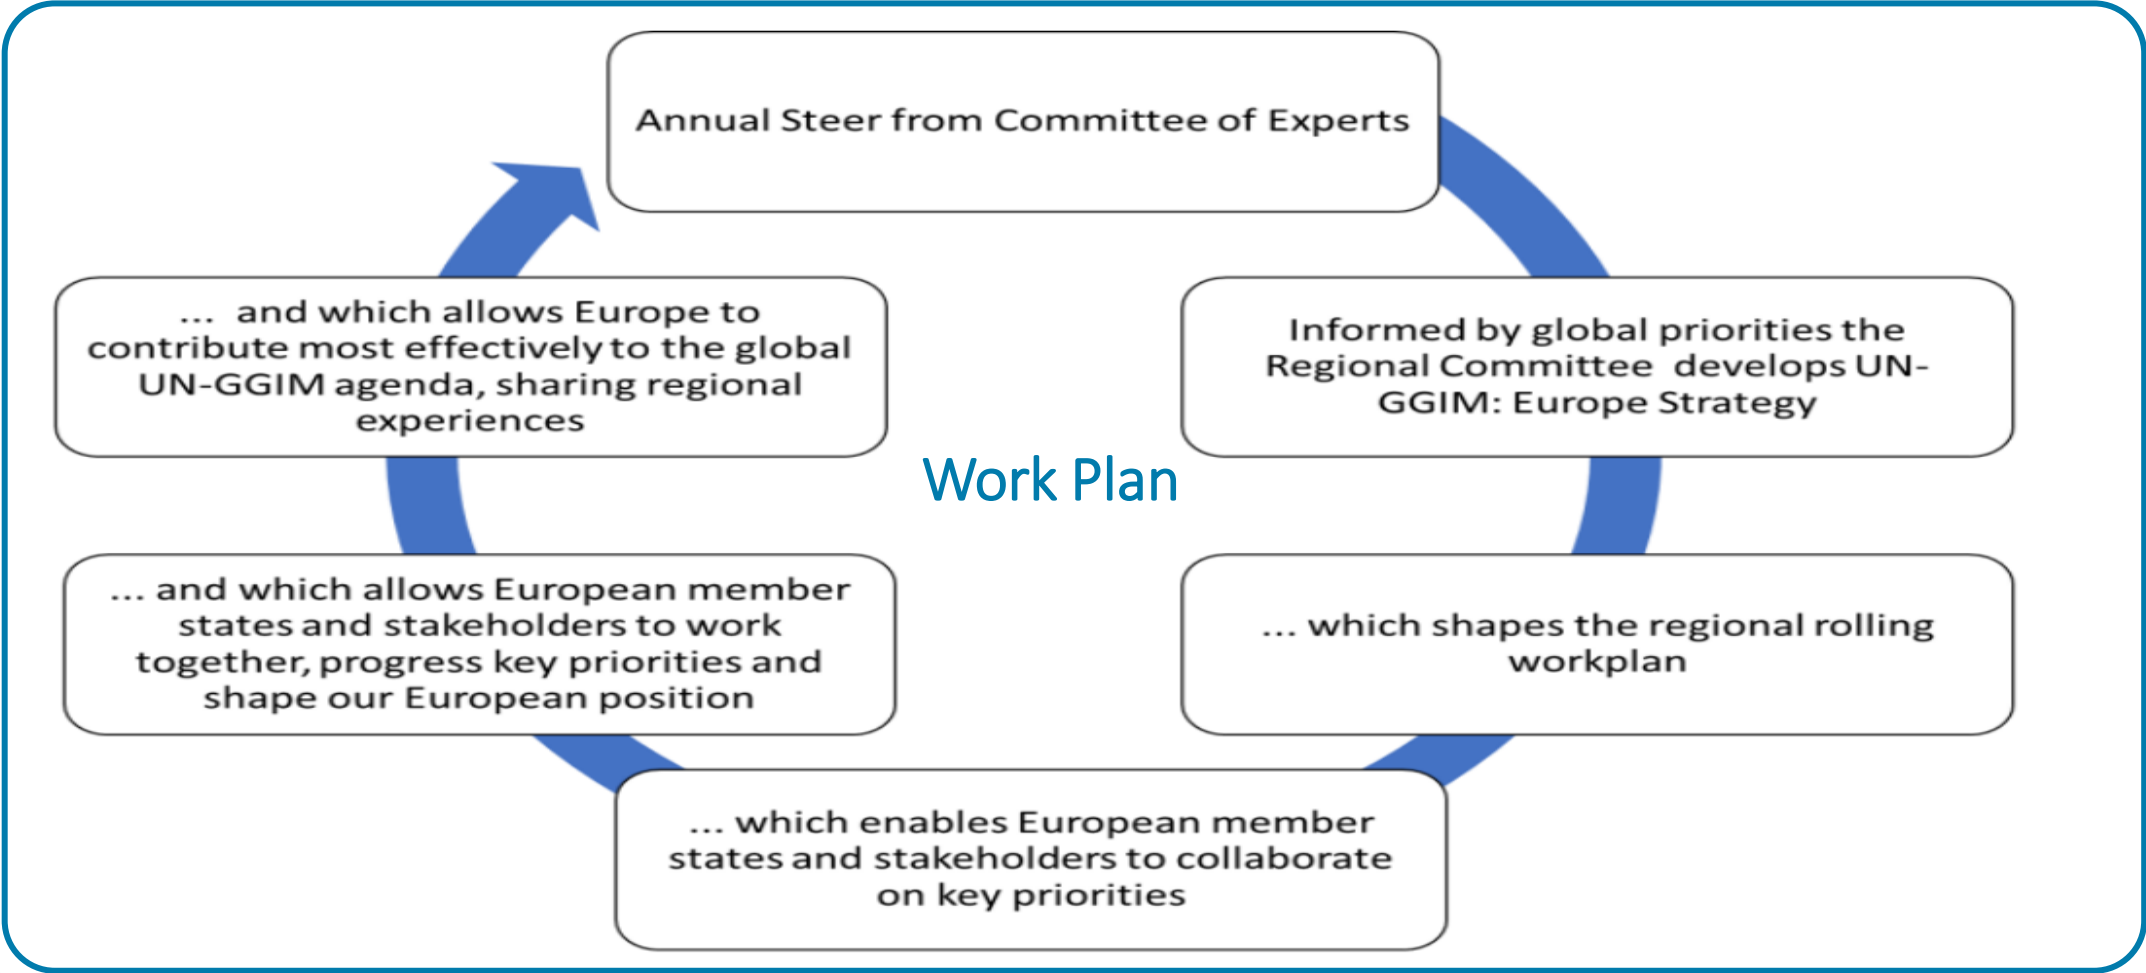 Annual Steer from Committee of Experts
Informed by global priorities the
Regional Committee develops UN-
GGIM: Europe Strategy
... which shapes the regional rolling
workplan
... which enables European member
states and stakeholders to collaborate
on key priorities
... and which allows European member
states and stakeholders to work
together, progress key priorities and
shape our European position
... and which allows Europe to
contribute most effectively to the global
UN-GGIM agenda, sharing regional
experiences
Work Plan